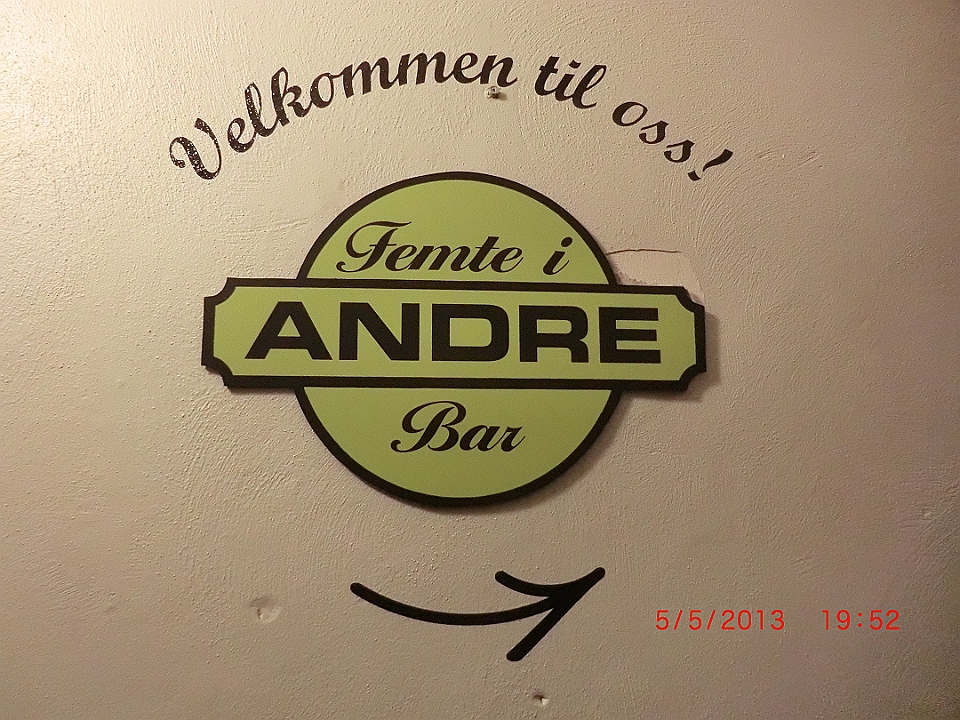 Velkommen til oss!
Femte i
ANDRE
Bar
5/5/2013 19:52